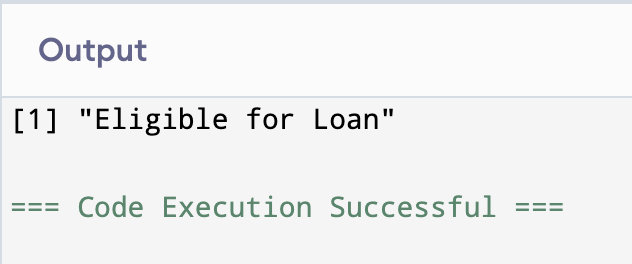 Output
[1] "Eligible for Loan"
=== Code Execution Successful ===